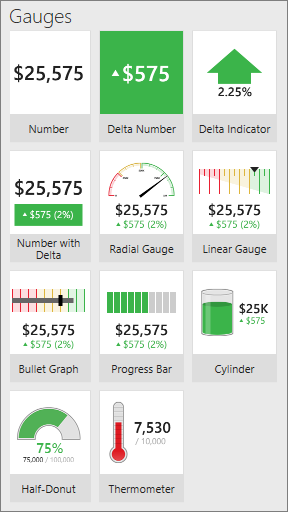 Gauges
$25,575
$575
2.25%
Number
Delta Number
Delta Indicator
$25,575
$575 (2%)
$25,575
$575 (2%)
$25,575
$575 (2%)
Number with
Delta
Radial Gauge
Linear Gauge
$25,575
$575 (2%)
$25,575
$575 (2%)
$25K
$575
Bullet Graph
Progress Bar
Cylinder
75%
75,000 / 100,000
7,530
/ 10,000
Half-Donut
Thermometer